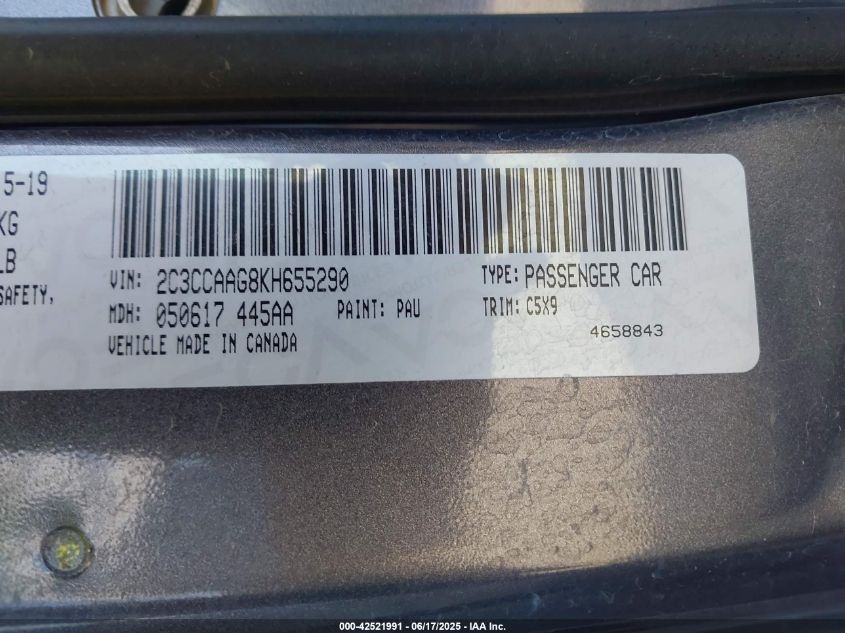 5-19
KG
LB
SAFETY,
VIN: 2C3CCAAG8KH655290 TYPE: PASSENGER CAR
MDH: 050617 445AA PAINT: PAU TRIM: C5X9
VEHICLE MADE IN CANADA 4658843
000-42521991 - 06/17/2025 - IAA Inc.